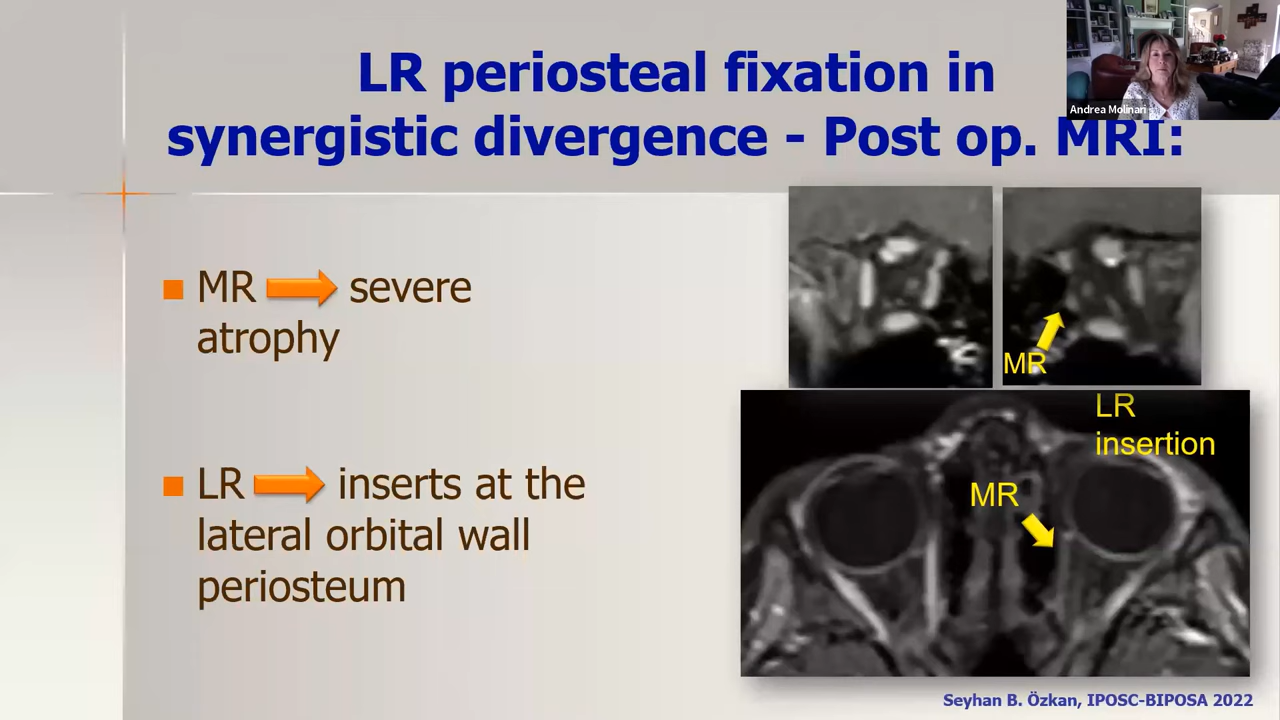 LR periosteal fixation in
synergistic divergence - Post op. MRI:
Andrea Molinari
MR severe
atrophy
LR inserts at the
lateral orbital wall
periosteum
MR
LR
insertion
MR
Seyhan B. Özkan, IPOSC-BIPOSA 2022